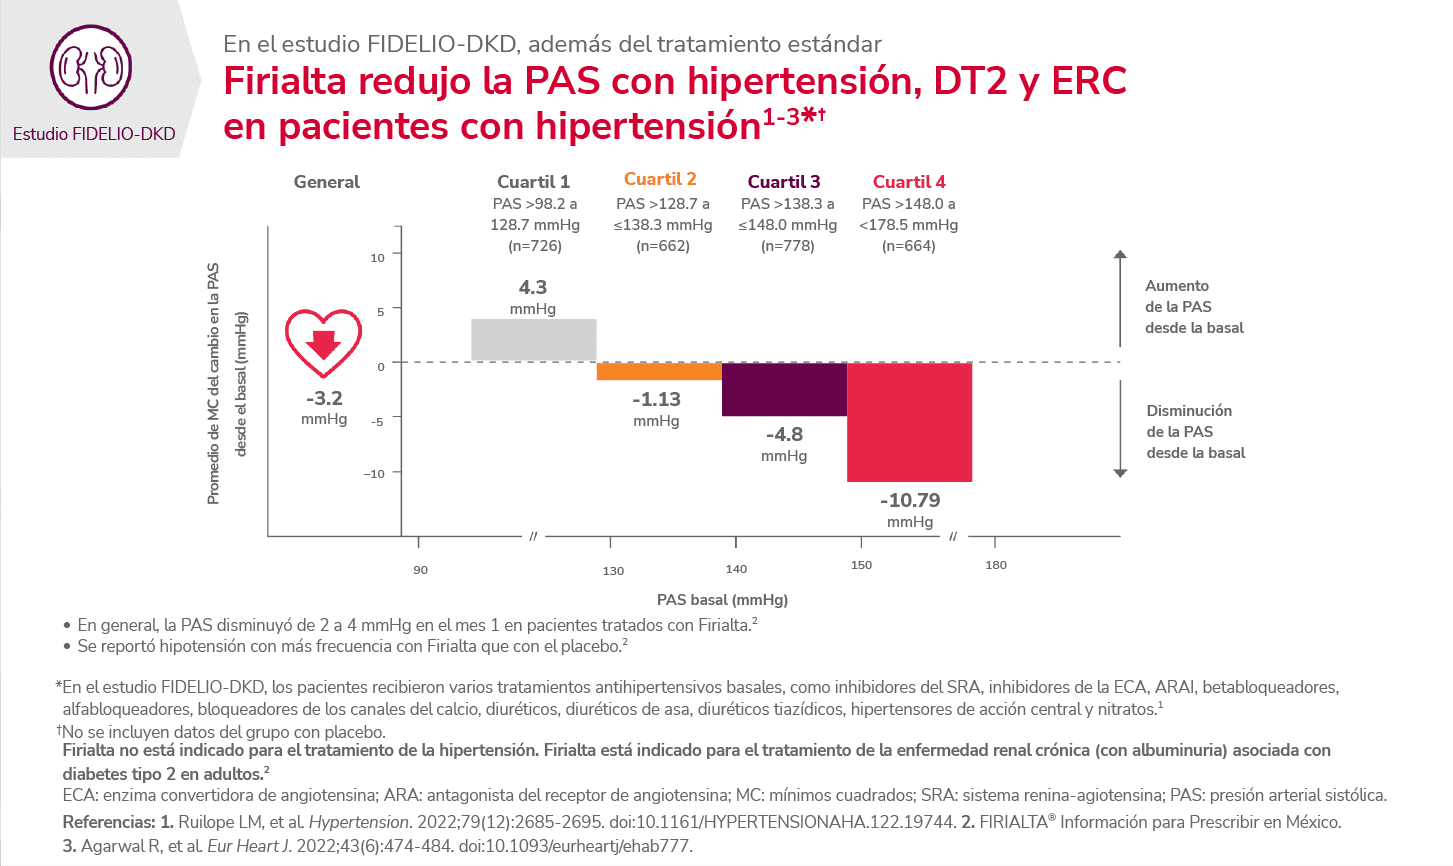 Estudio FIDELIO-DKD
En el estudio FIDELIO-DKD, además del tratamiento estándar
Firialta redujo la PAS con hipertensión, DT2 y ERC
en pacientes con hipertensión1-3*†
General
Cuartil 1
PAS >98.2 a
128.7 mmHg
(n=726)
Cuartil 2
PAS >128.7 a
≤138.3 mmHg
(n=662)
Cuartil 3
PAS >138.3 a
≤148.0 mmHg
(n=778)
Cuartil 4
PAS >148.0 a
<178.5 mmHg
(n=664)
Promedio de MC del cambio en la PAS
desde el basal (mmHg)
10
5
0
-5
−10
-3.2
mmHg
4.3
mmHg
-1.13
mmHg
-4.8
mmHg
-10.79
mmHg
Aumento
de la PAS
desde la basal
Disminución
de la PAS
desde la basal
//
//
90
130
140
150
180
PAS basal (mmHg)
• En general, la PAS disminuyó de 2 a 4 mmHg en el mes 1 en pacientes tratados con Firialta.2
• Se reportó hipotensión con más frecuencia con Firialta que con el placebo.2
*En el estudio FIDELIO-DKD, los pacientes recibieron varios tratamientos antihipertensivos basales, como inhibidores del SRA, inhibidores de la ECA, ARAI, betabloqueadores,
alfabloqueadores, bloqueadores de los canales del calcio, diuréticos, diuréticos de asa, diuréticos tiazídicos, hipertensores de acción central y nitratos.1
†No se incluyen datos del grupo con placebo.
Firialta no está indicado para el tratamiento de la hipertensión. Firialta está indicado para el tratamiento de la enfermedad renal crónica (con albuminuria) asociada con
diabetes tipo 2 en adultos.2
ECA: enzima convertidora de angiotensina; ARA: antagonista del receptor de angiotensina; MC: mínimos cuadrados; SRA: sistema renina-agiotensina; PAS: presión arterial sistólica.
Referencias: 1. Ruilope LM, et al. Hypertension. 2022;79(12):2685-2695. doi:10.1161/HYPERTENSIONAHA.122.19744. 2. FIRIALTA® Información para Prescribir en México.
3. Agarwal R, et al. Eur Heart J. 2022;43(6):474-484. doi:10.1093/eurheartj/ehab777.